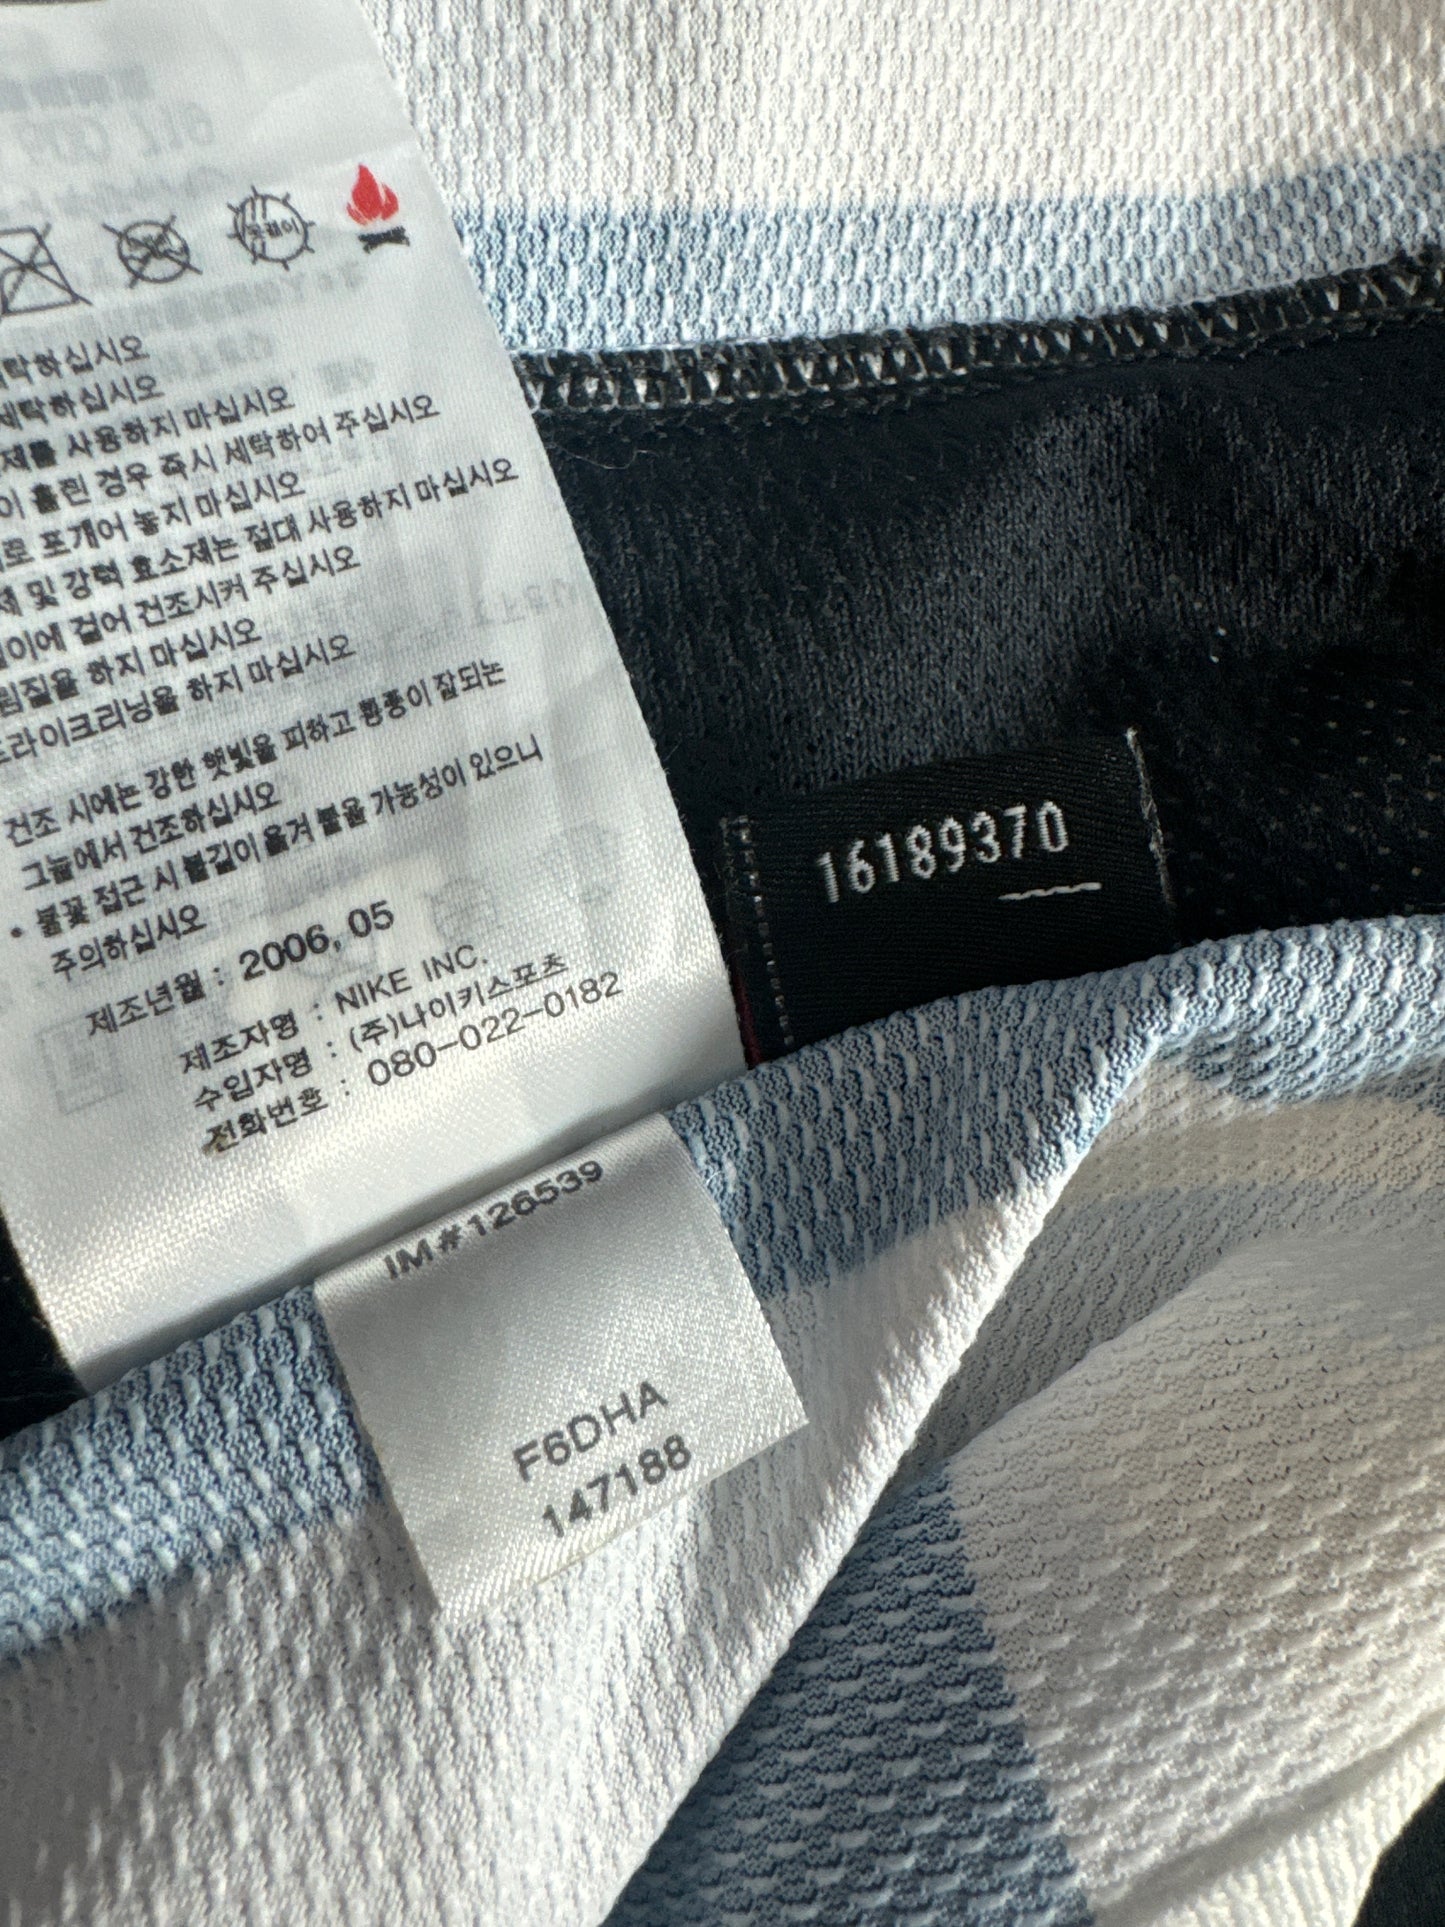 탁하십시오
세탁하십시오
제를 사용하지 마십시오
이 흘린 경우 즉시 세탁하여 주십시오
로 포개어 놓지 마십시오
제 및 강력 효소제는 절대 사용하지 마십시오
이에 걸어 건조시켜 주십시오
림질을 하지 마십시오
드라이크리닝을 하지 마십시오
건조 시에는 강한 햇빛을 피하고 통풍이 잘되는
그늘에서 건조하십시오
• 불꽃 접근 시 불길이 옮겨 붙을 가능성이 있으니
주의하십시오
제조년월 : 2006, 05
제조자명 : NIKE INC.
수입자명 : (주)나이키스포츠
전화번호 : 080-022-0182
16189370
IM#126539
F6DHA
147188